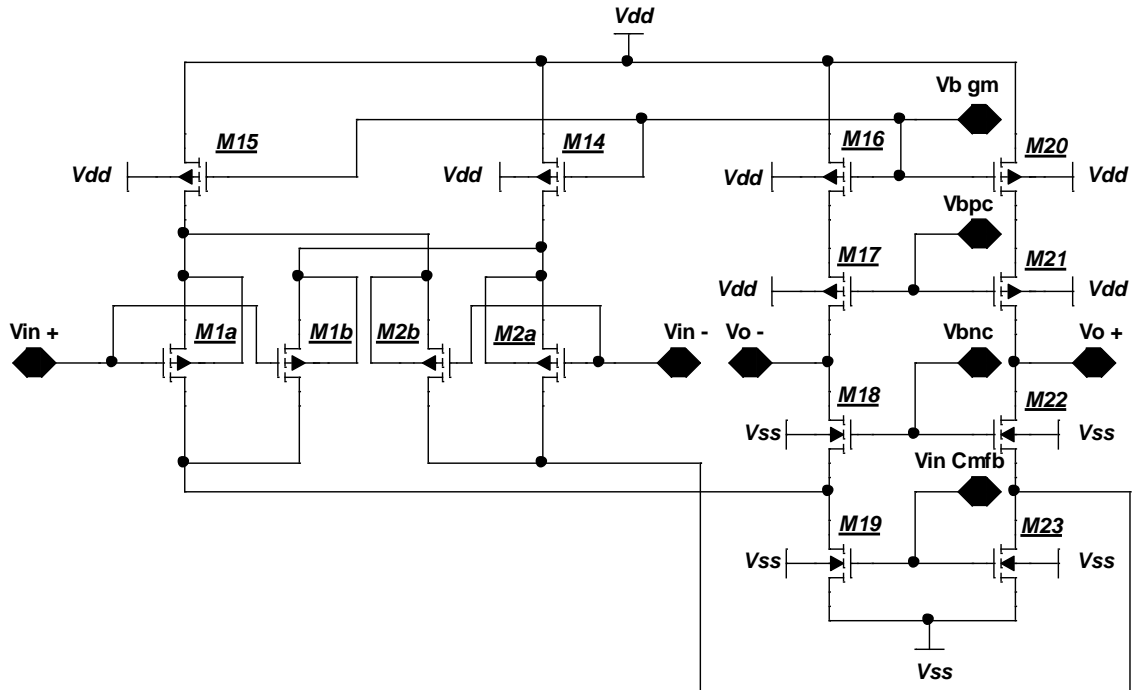 Vdd
Vb gm
M15
M14
M16
M20
Vdd
Vdd
Vdd
Vdd
Vbpc
M17
M21
Vdd
Vdd
Vin +
M1a
M1b
M2b
M2a
Vin -
Vo -
Vbnc
Vo +
M18
M22
Vss
Vss
Vin Cmfb
M19
M23
Vss
Vss
Vss